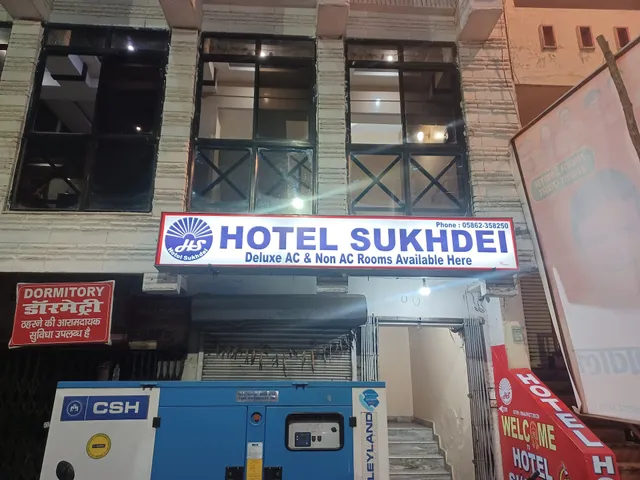 Phone : 05862-358250
HS
Hotel Sukhdei
HOTEL SUKHDEI
Deluxe AC & Non AC Rooms Available Here
DORMITORY
डॉरमेट्री
ठहरने की आरामदायक
सुविधा उपलब्ध है
CSH
LEYLAND
WELCOME
HOTEL
HOTEL